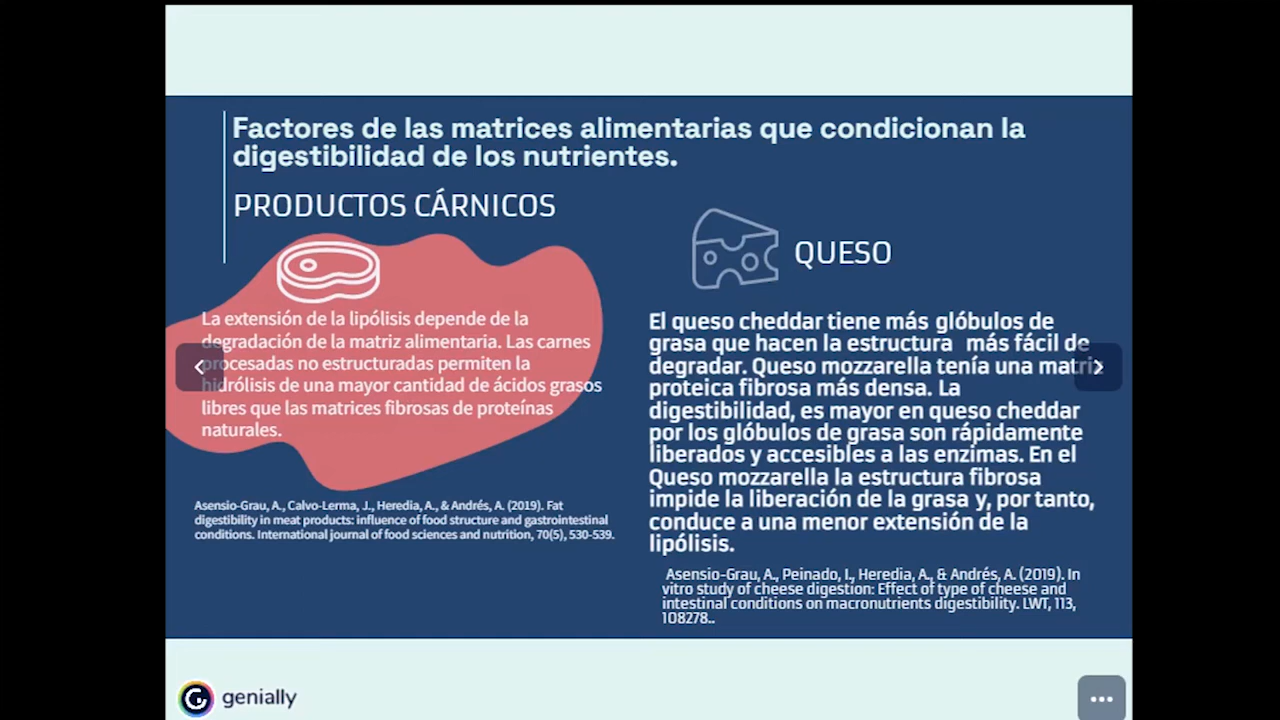 Factores de las matrices alimentarias que condicionan la
digestibilidad de los nutrientes.
PRODUCTOS CÁRNICOS
La extensión de la lipólisis depende de la
degradación de la matriz alimentaria. Las carnes
procesadas no estructuradas permiten la
hidrólisis de una mayor cantidad de ácidos grasos
libres que las matrices fibrosas de proteínas
naturales.
Asensio-Grau, A., Calvo-Lerma, J., Heredia, A., & Andrés, A. (2019). Fat
digestibility in meat products: influence of food structure and gastrointestinal
conditions. International journal of food sciences and nutrition, 70(5), 530-539.
QUESO
El queso cheddar tiene más glóbulos de
grasa que hacen la estructura más fácil de
degradar. Queso mozzarella tenía una matriz
proteica fibrosa más densa. La
digestibilidad, es mayor en queso cheddar
por los glóbulos de grasa son rápidamente
liberados y accesibles a las enzimas. En el
Queso mozzarella la estructura fibrosa
impide la liberación de la grasa y, por tanto,
conduce a una menor extensión de la
lipólisis.
Asensio-Grau, A., Peinado, I., Heredia, A., & Andrés, A. (2019). In
vitro study of cheese digestion: Effect of type of cheese and
intestinal conditions on macronutrients digestibility. LWT, 113,
108278..
genially